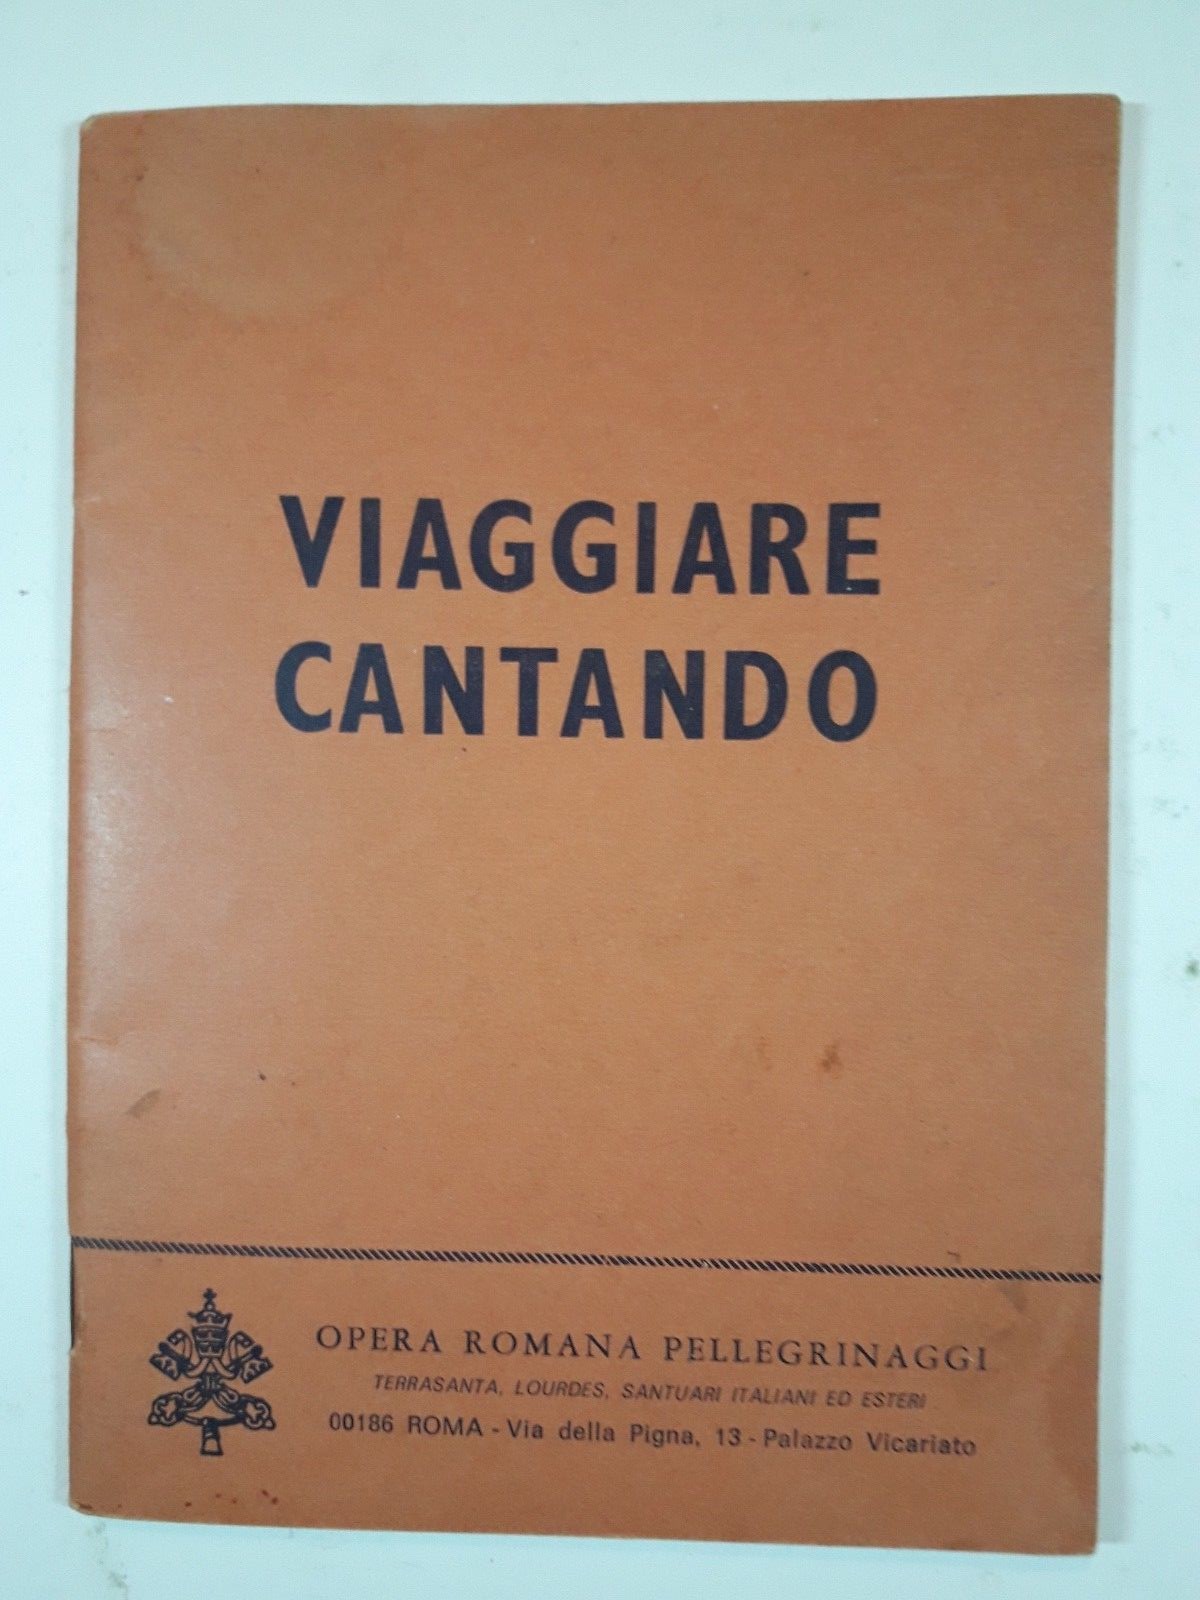 VIAGGIARE
CANTANDO
OPERA ROMANA PELLEGRINAGGI
TERRASANTA, LOURDES, SANTUARI ITALIANI ED ESTERI
00186 ROMA - Via della Pigna, 13 - Palazzo Vicariato